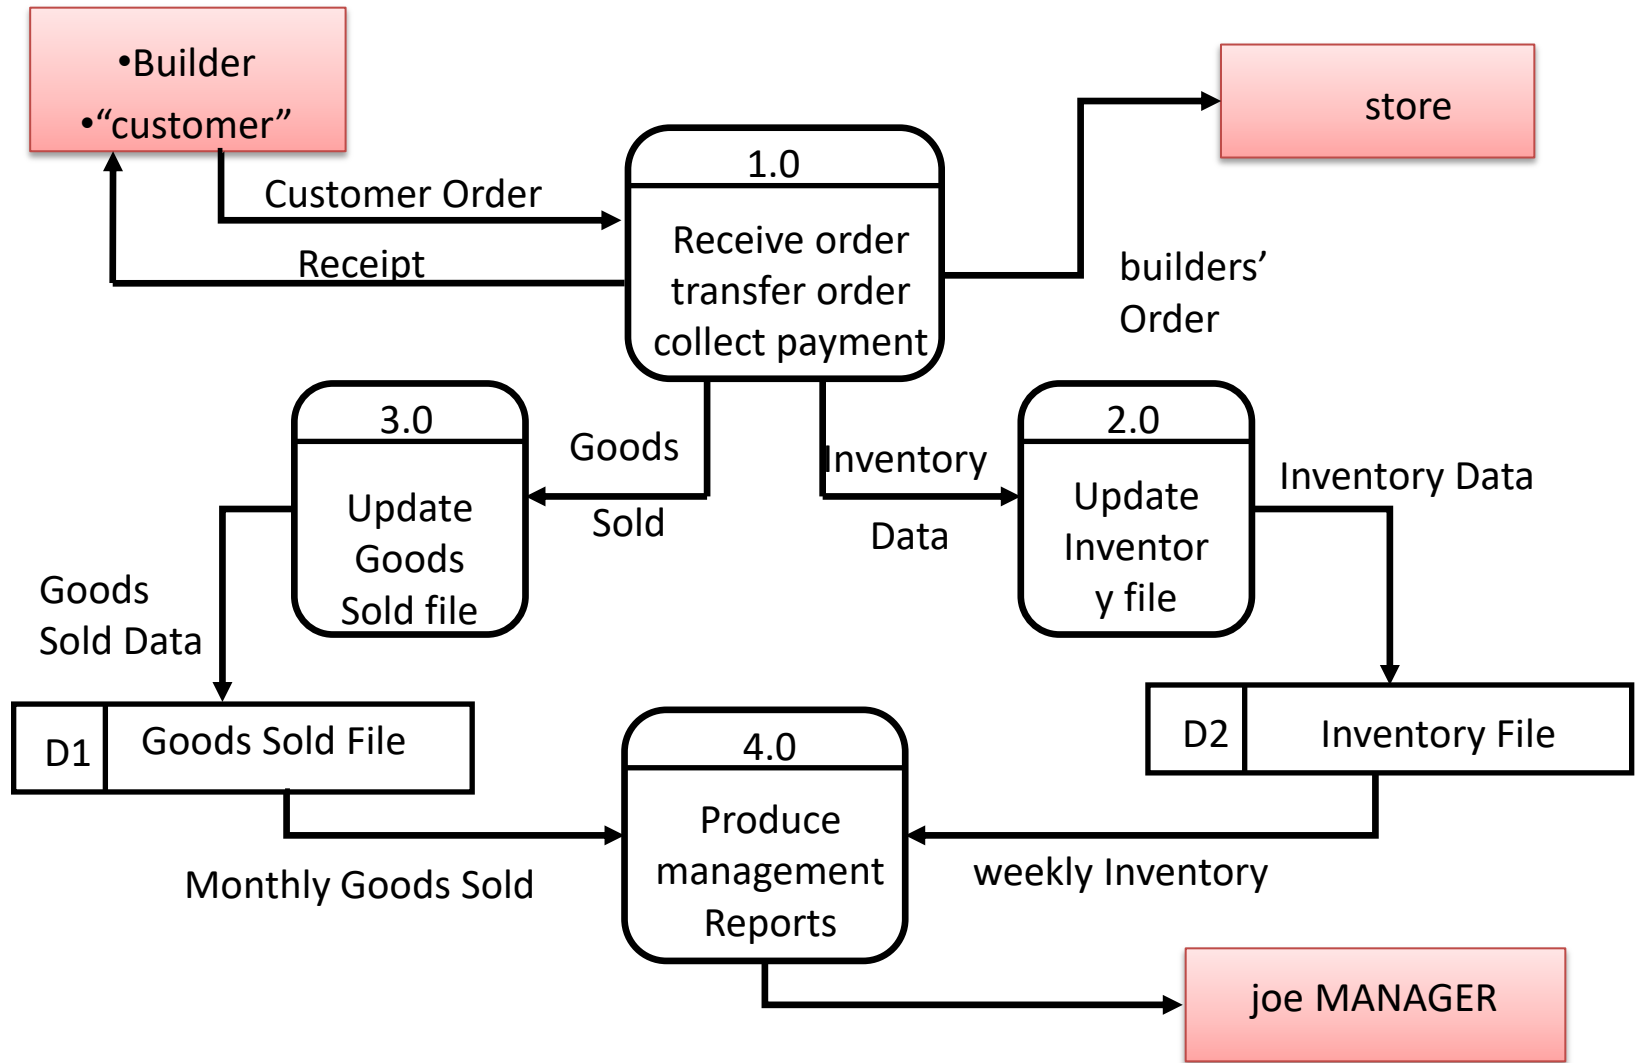 •Builder
•“customer”
store
1.0
Receive order
transfer order
collect payment
Customer Order
Receipt
builders’
Order
3.0
Update
Goods
Sold file
Goods
Sold
Inventory
Data
2.0
Update
Inventor
y file
Inventory Data
Goods
Sold Data
D1
Goods Sold File
4.0
Produce
management
Reports
D2
Inventory File
Monthly Goods Sold
weekly Inventory
joe MANAGER